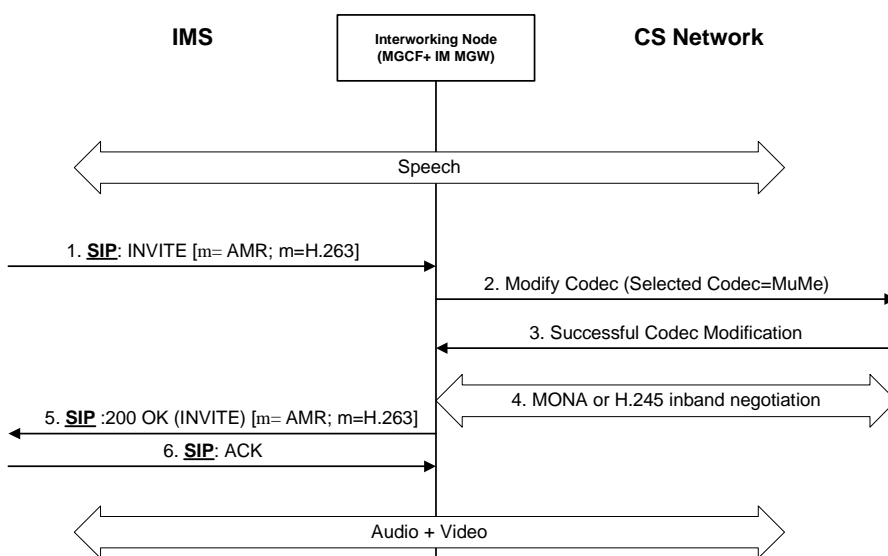 IMS
Interworking Node
(MGCF+ IM MGW)
CS Network
Speech
1. SIP: INVITE [m= AMR; m=H.263]
2. Modify Codec (Selected Codec=MuMe)
3. Successful Codec Modification
4. MONA or H.245 inband negotiation
5. SIP :200 OK (INVITE) [m= AMR; m=H.263]
6. SIP: ACK
Audio + Video